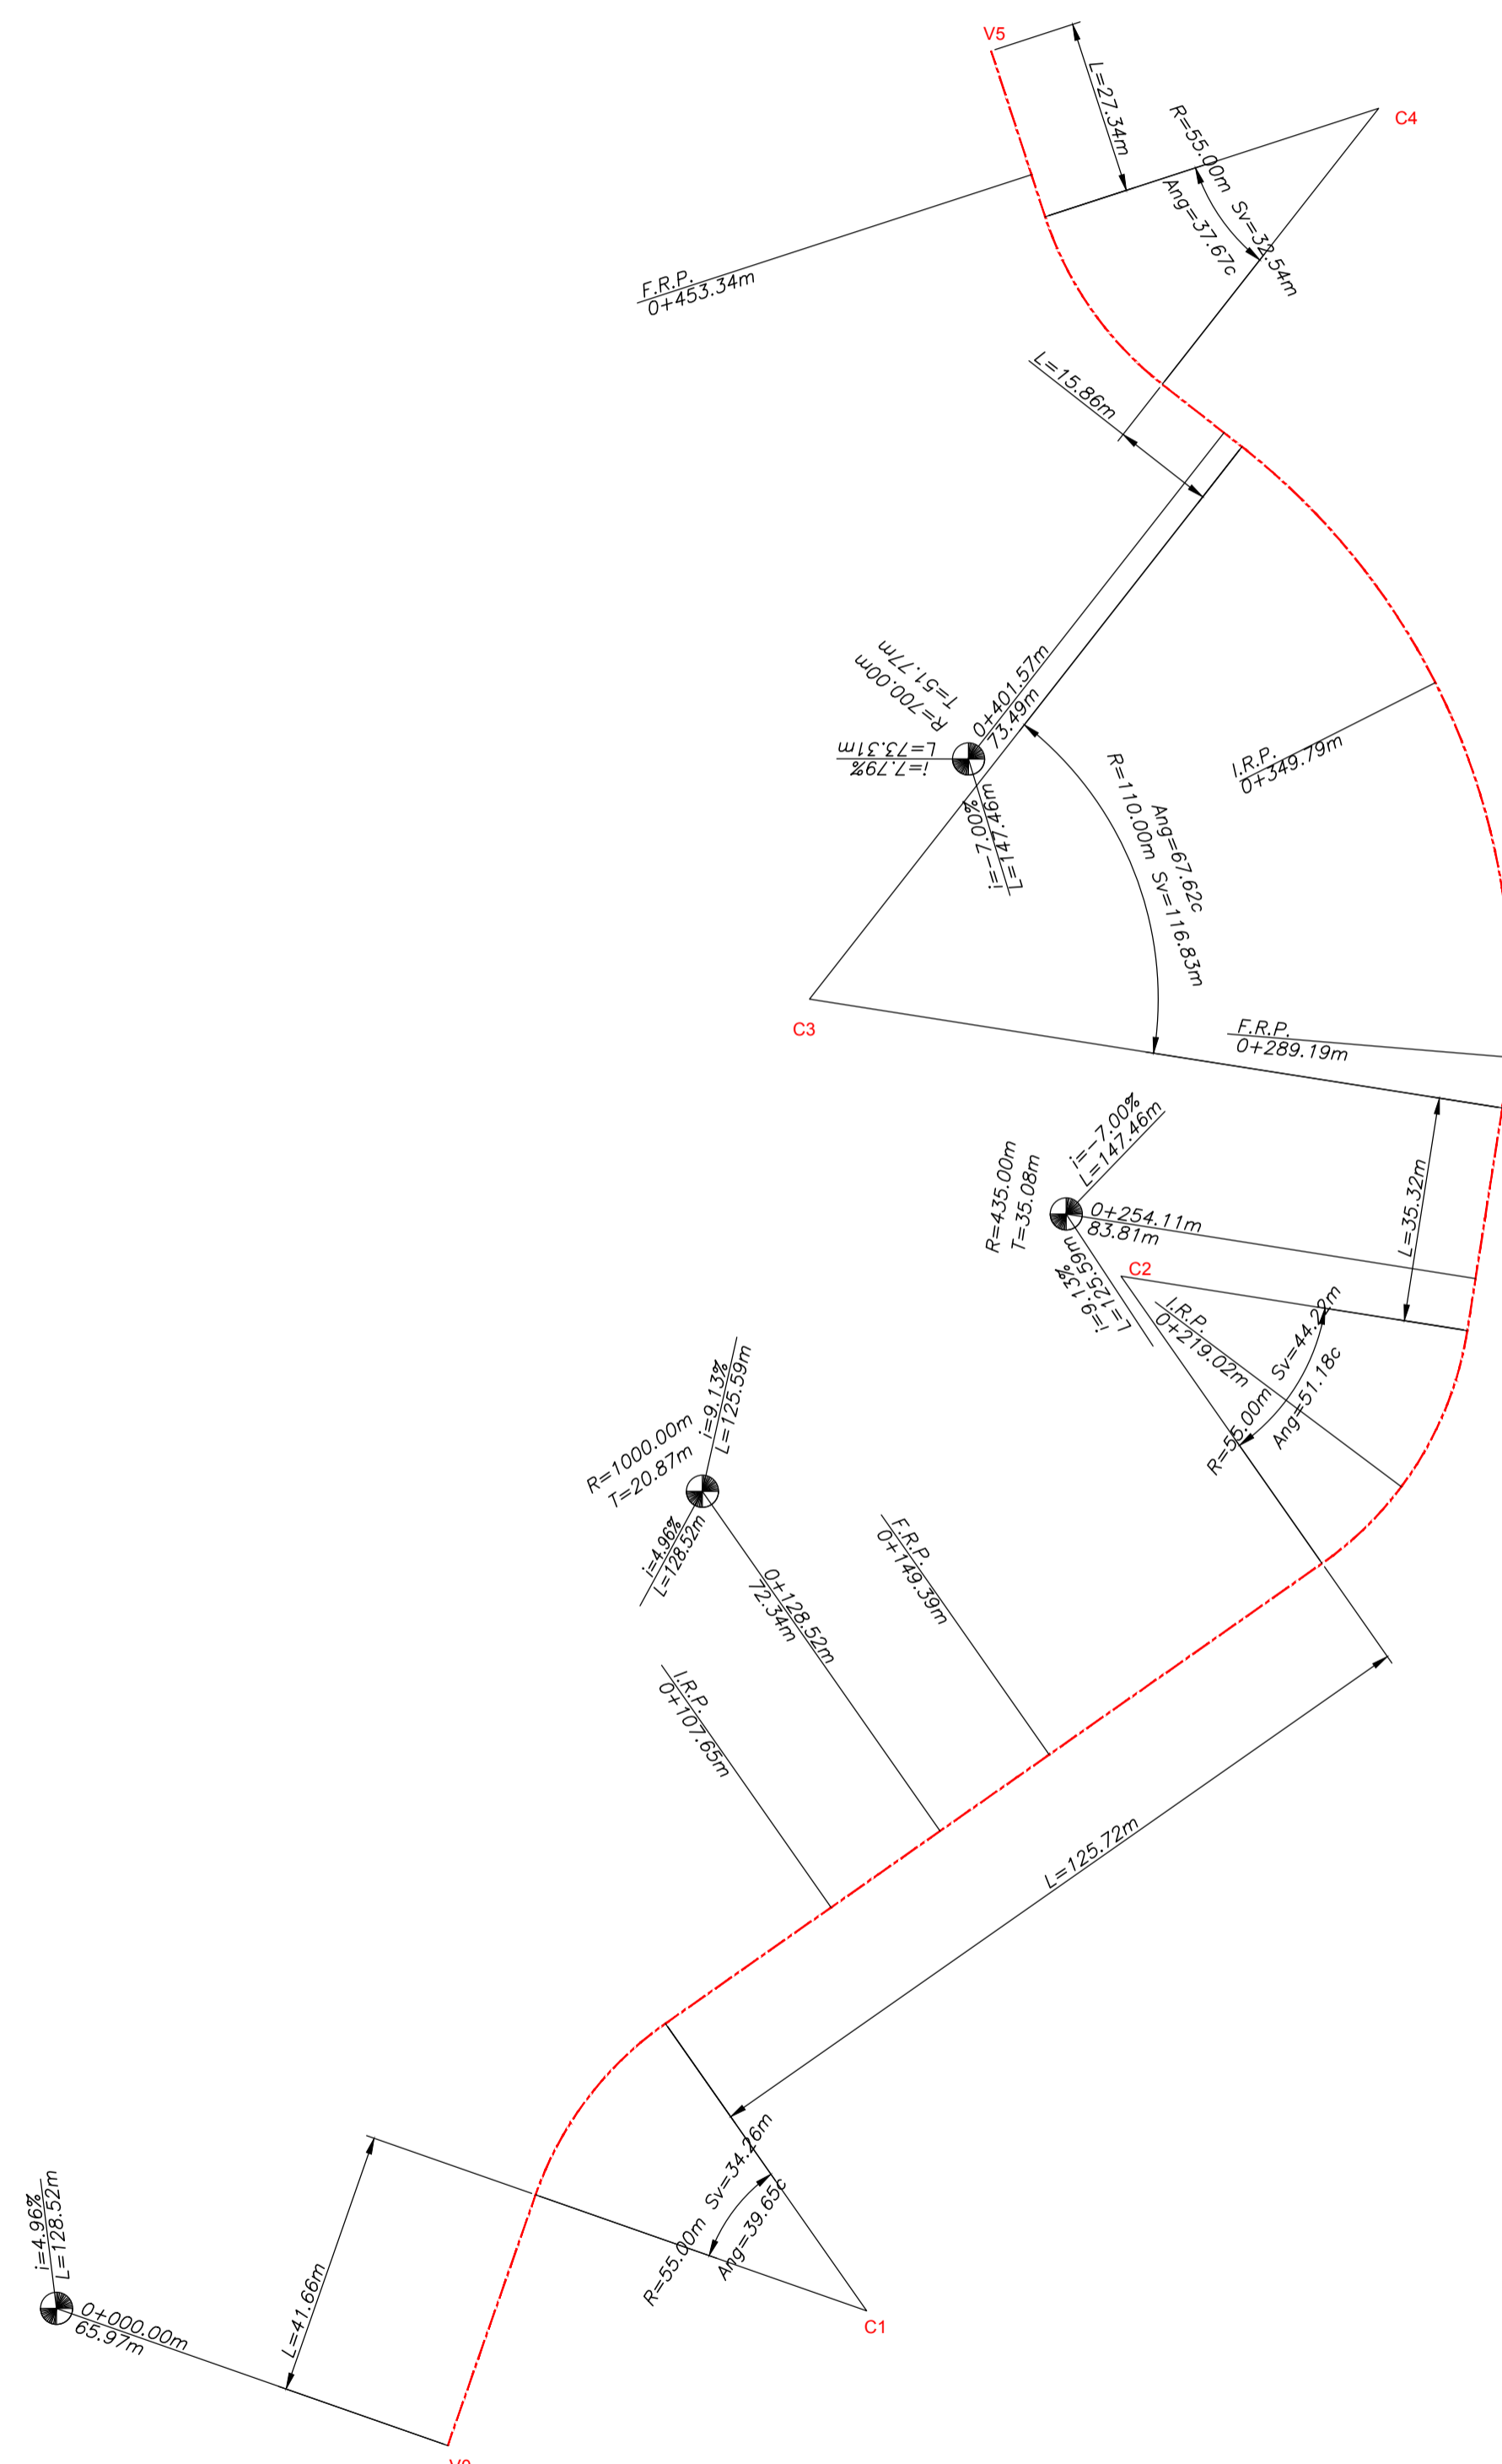 V5
C4
L=27.34m
R=55.00m Sv=32.54m
Ang=37.67c
F.R.P.
0+453.34m
L=15.86m
R=700.00m
T=51.77m
0+401.57m
73.49m
L=73.31m
i=7.79%
i=-7.00%
L=147.46m
I.R.P.
0+349.79m
Ang=67.62c
R=110.00m Sv=116.83m
C3
F.R.P.
0+289.19m
i=-7.00%
L=147.46m
R=435.00m
T=35.08m
0+254.11m
83.81m
L=35.32m
C2
i=9.13%
L=125.59m
I.R.P.
0+219.02m
R=55.00m Sv=44.22m
Ang=51.18c
i=9.13%
L=125.59m
R=1000.00m
T=20.87m
i=4.96%
L=128.52m
0+128.52m
72.34m
F.R.P.
0+149.39m
I.R.P.
0+107.65m
L=125.72m
R=55.00m Sv=34.26m
Ang=39.65c
C1
i=4.96%
L=128.52m
0+000.00m
65.97m
L=41.66m